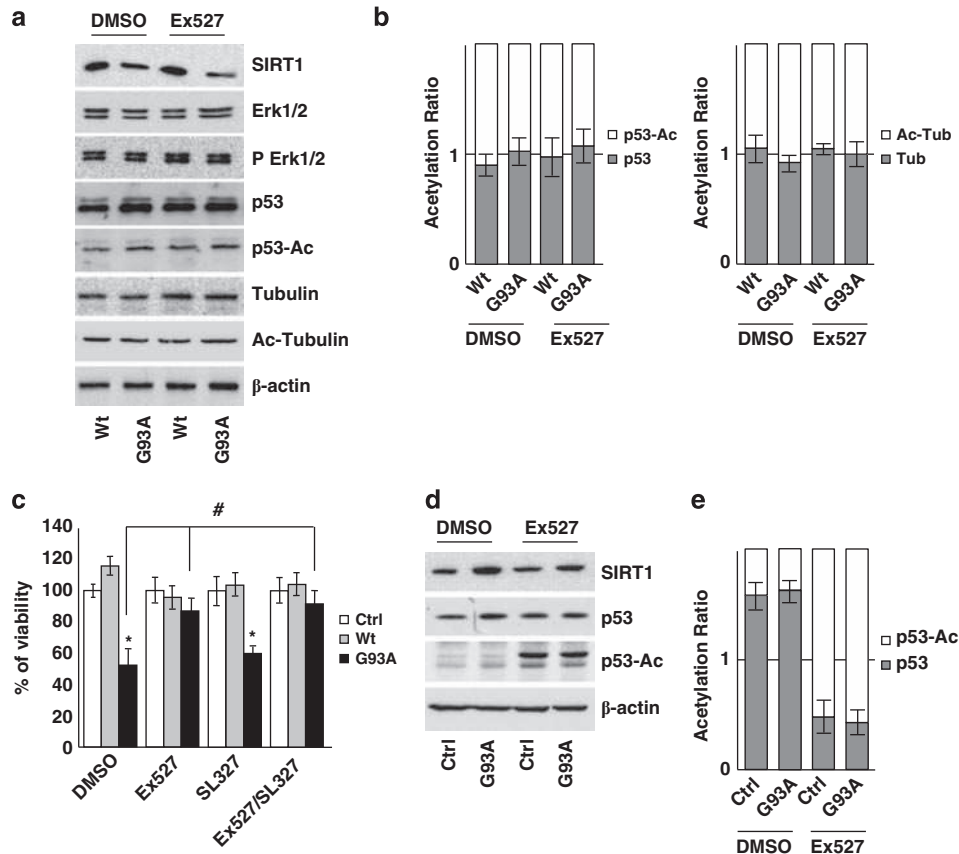 a
DMSO Ex527
SIRT1
Erk1/2
P Erk1/2
p53
p53-Ac
Tubulin
Ac-Tubulin
β-actin
Wt G93A Wt G93A
b
Acetylation Ratio
1
0
p53-Ac
p53
Wt G93A Wt G93A
DMSO Ex527
Acetylation Ratio
1
0
Ac-Tub
Tub
Wt G93A Wt G93A
DMSO Ex527
c
% of viability
140
120
100
80
60
40
20
0
#
*
*
Ctrl
Wt
G93A
DMSO Ex527 SL327 Ex527/SL327
d
DMSO Ex527
SIRT1
p53
p53-Ac
β-actin
Ctrl G93A Ctrl G93A
e
Acetylation Ratio
1
0
p53-Ac
p53
Ctrl G93A Ctrl G93A
DMSO Ex527